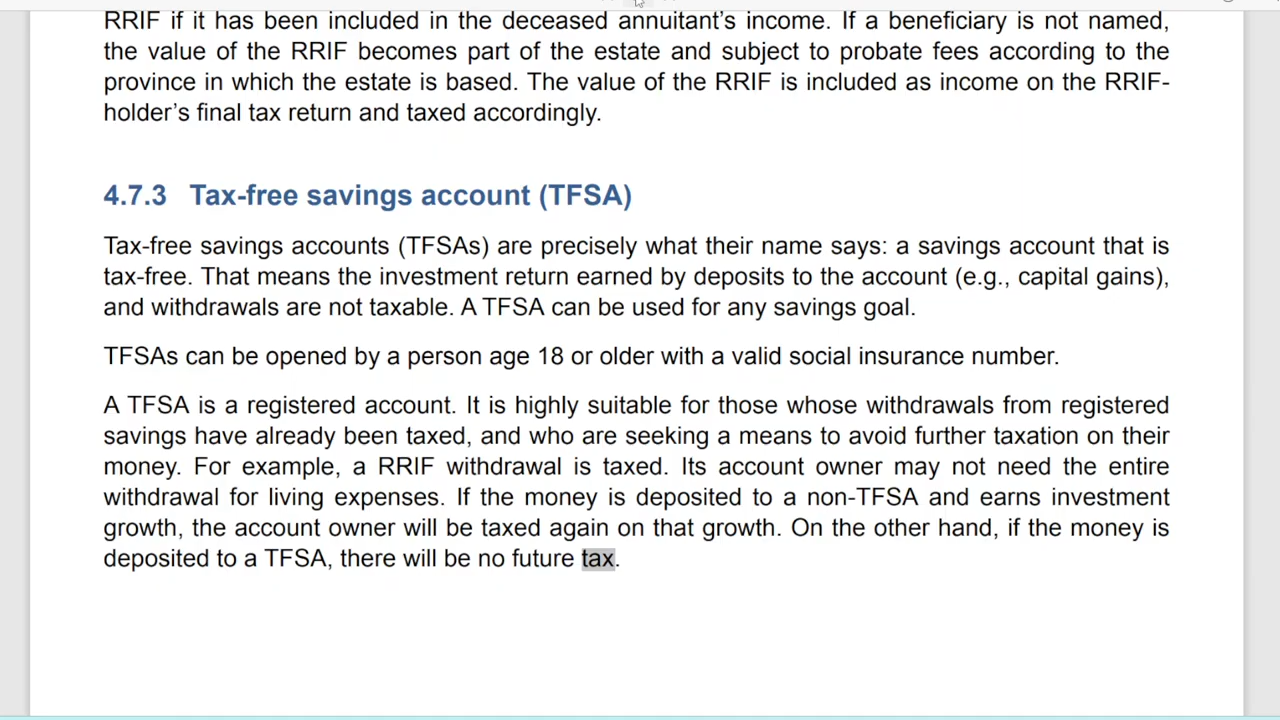 RRIF if it has been included in the deceased annuitant’s income. If a beneficiary is not named,
the value of the RRIF becomes part of the estate and subject to probate fees according to the
province in which the estate is based. The value of the RRIF is included as income on the RRIF-
holder’s final tax return and taxed accordingly.
4.7.3 Tax-free savings account (TFSA)
Tax-free savings accounts (TFSAs) are precisely what their name says: a savings account that is
tax-free. That means the investment return earned by deposits to the account (e.g., capital gains),
and withdrawals are not taxable. A TFSA can be used for any savings goal.
TFSAs can be opened by a person age 18 or older with a valid social insurance number.
A TFSA is a registered account. It is highly suitable for those whose withdrawals from registered
savings have already been taxed, and who are seeking a means to avoid further taxation on their
money. For example, a RRIF withdrawal is taxed. Its account owner may not need the entire
withdrawal for living expenses. If the money is deposited to a non-TFSA and earns investment
growth, the account owner will be taxed again on that growth. On the other hand, if the money is
deposited to a TFSA, there will be no future tax.